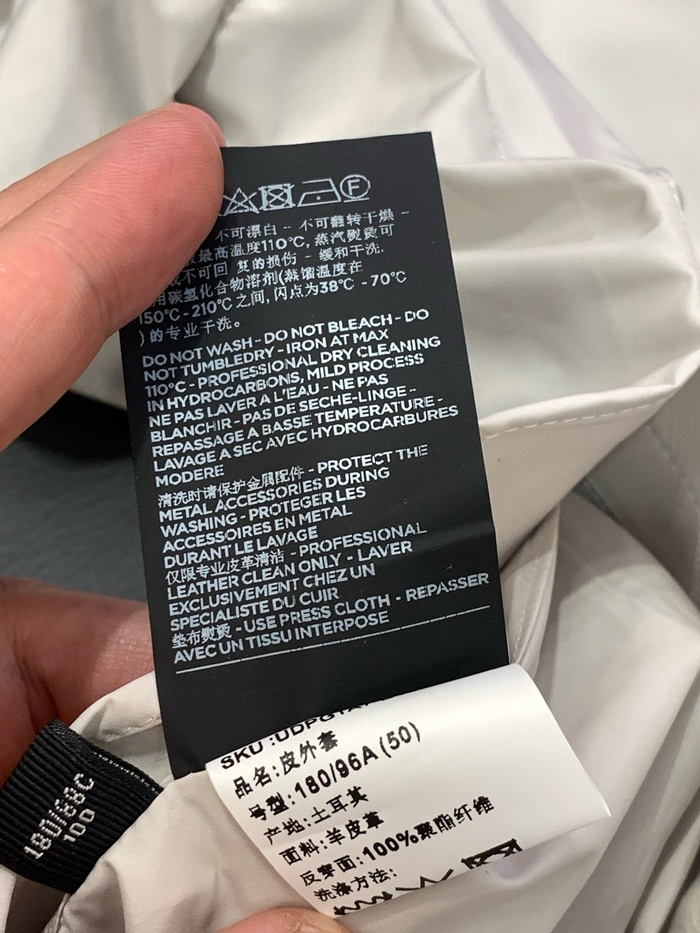 F
不可漂白 - 不可翻转干燥 -
最高温度110℃, 蒸汽熨烫可
不可回 复的损伤 - 缓和干洗.
用碳氢化合物溶剂(蒸馏温度在
150℃-210℃之间, 闪点为38℃ -70℃
)的专业干洗。
DO NOT WASH - DO NOT BLEACH - DO
NOT TUMBLEDRY - IRON AT MAX
110°C - PROFESSIONAL DRY CLEANING
IN HYDROCARBONS, MILD PROCESS
NE PAS LAVER A L'EAU - NE PAS
BLANCHIR - PAS DE SECHE-LINGE -
REPASSAGE A BASSE TEMPERATURE -
LAVAGE A SEC AVEC HYDROCARBURES
MODERE
清洗时请保护金属配件 - PROTECT THE
METAL ACCESSORIES DURING
WASHING - PROTEGER LES
ACCESSOIRES EN METAL
DURANT LE LAVAGE
仅限专业皮革清洁 - PROFESSIONAL
LEATHER CLEAN ONLY - LAVER
EXCLUSIVEMENT CHEZ UN
SPECIALISTE DU CUIR
垫布熨烫 - USE PRESS CLOTH - REPASSER
AVEC UN TISSU INTERPOSE
SKU :
品名:皮外套
号型:180/96A (50)
产地:土耳其
面料:羊皮革
反穿面:100%聚酯纤维
洗涤方法:
180/88C
100